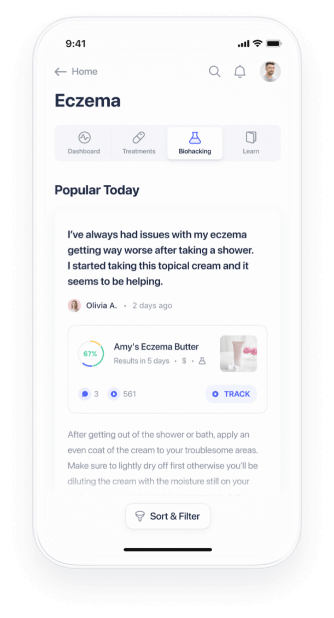 9:41
Home
Eczema
Dashboard Treatments Biohacking Learn
Popular Today
I've always had issues with my eczema
getting way worse after taking a shower.
I started taking this topical cream and it
seems to be helping.
Olivia A. • 2 days ago
67% Amy's Eczema Butter
Results in 5 days • $ •
3 561 TRACK
After getting out of the shower or bath, apply an
even coat of the cream to your troublesome areas.
Make sure to lightly dry off first otherwise you'll be
diluting the cream with the moisture still on your
Sort & Filter